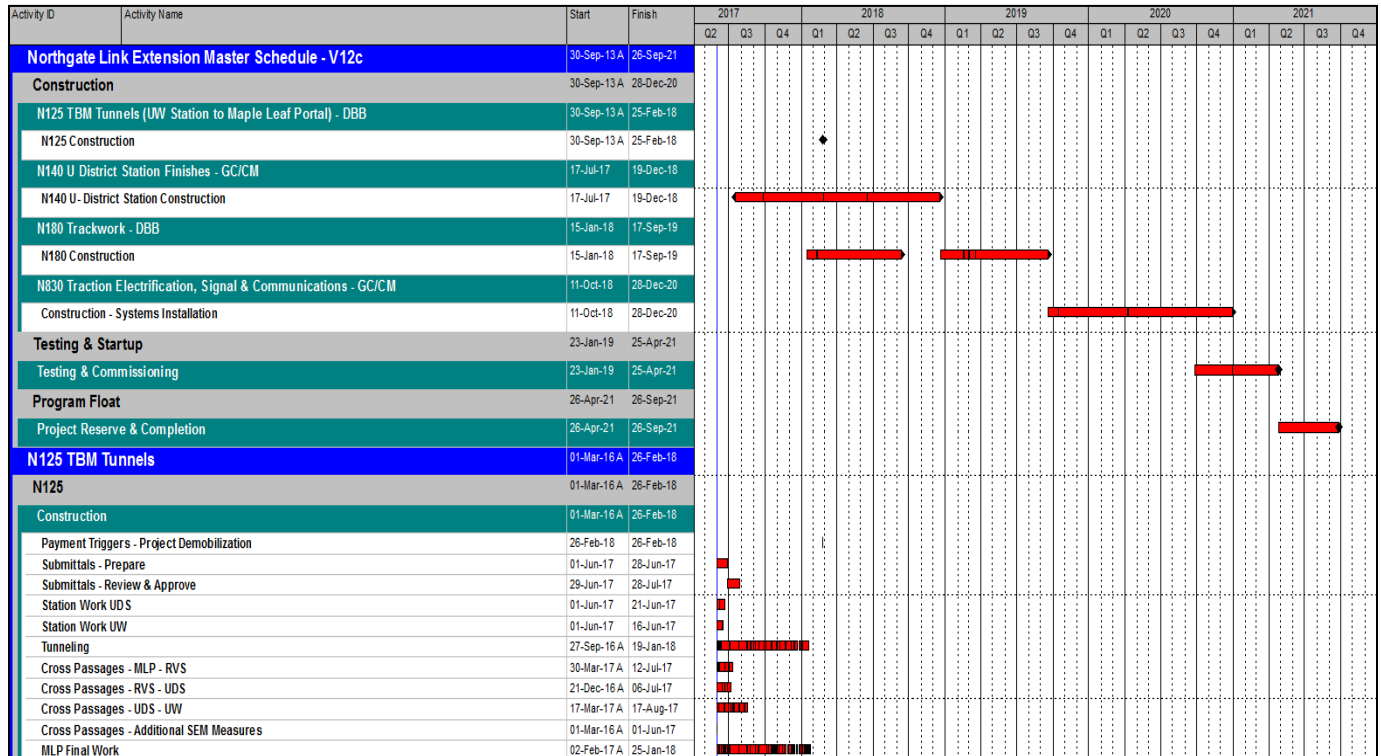 Activity ID Activity Name Start Finish 2017 2018 2019 2020 2021
Q2 Q3 Q4 Q1 Q2 Q3 Q4 Q1 Q2 Q3 Q4 Q1 Q2 Q3 Q4 Q1 Q2 Q3 Q4
Northgate Link Extension Master Schedule - V12c 30-Sep-13 A 26-Sep-21
Construction 30-Sep-13 A 28-Dec-20
N125 TBM Tunnels (UW Station to Maple Leaf Portal) - DBB 30-Sep-13 A 25-Feb-18
N125 Construction 30-Sep-13 A 25-Feb-18
N140 U District Station Finishes - GC/CM 17-Jul-17 19-Dec-18
N140 U- District Station Construction 17-Jul-17 19-Dec-18
N180 Trackwork - DBB 15-Jan-18 17-Sep-19
N180 Construction 15-Jan-18 17-Sep-19
N830 Traction Electrification, Signal & Communications - GC/CM 11-Oct-18 28-Dec-20
Construction - Systems Installation 11-Oct-18 28-Dec-20
Testing & Startup 23-Jan-19 25-Apr-21
Testing & Commissioning 23-Jan-19 25-Apr-21
Program Float 26-Apr-21 26-Sep-21
Project Reserve & Completion 26-Apr-21 26-Sep-21
N125 TBM Tunnels 01-Mar-16 A 26-Feb-18
N125 01-Mar-16 A 26-Feb-18
Construction 01-Mar-16 A 26-Feb-18
Payment Triggers - Project Demobilization 26-Feb-18 26-Feb-18
Submittals - Prepare 01-Jun-17 28-Jun-17
Submittals - Review & Approve 29-Jun-17 28-Jul-17
Station Work UDS 01-Jun-17 21-Jun-17
Station Work UW 01-Jun-17 16-Jun-17
Tunneling 27-Sep-16 A 19-Jan-18
Cross Passages - MLP - RVS 30-Mar-17 A 12-Jul-17
Cross Passages - RVS - UDS 21-Dec-16 A 06-Jul-17
Cross Passages - UDS - UW 17-Mar-17 A 17-Aug-17
Cross Passages - Additional SEM Measures 01-Mar-16 A 01-Jun-17
MLP Final Work 02-Feb-17 A 25-Jan-18